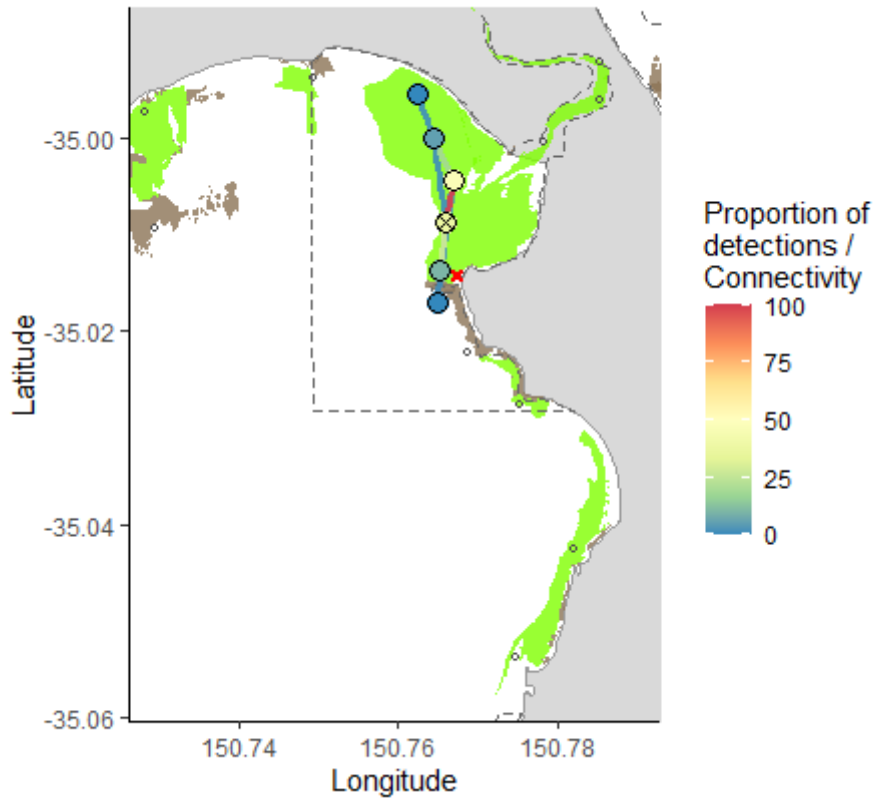 Proportion of
detections /
Connectivity
100
75
50
25
0
Latitude
-35.00
-35.02
-35.04
-35.06
150.74 150.76 150.78
Longitude